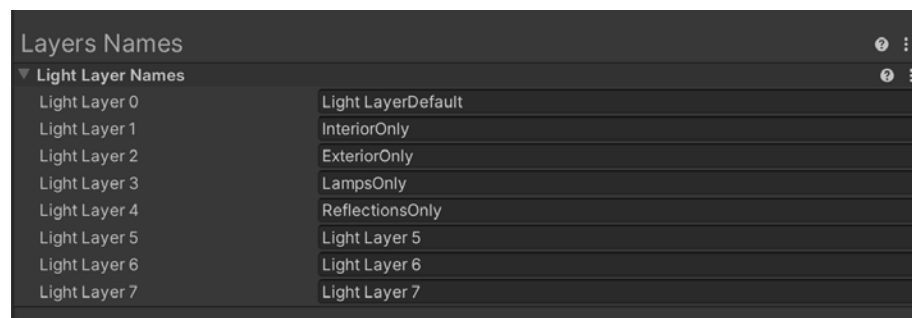 Layers Names
Light Layer Names
Light Layer 0 Light LayerDefault
Light Layer 1 InteriorOnly
Light Layer 2 ExteriorOnly
Light Layer 3 LampsOnly
Light Layer 4 ReflectionsOnly
Light Layer 5 Light Layer 5
Light Layer 6 Light Layer 6
Light Layer 7 Light Layer 7